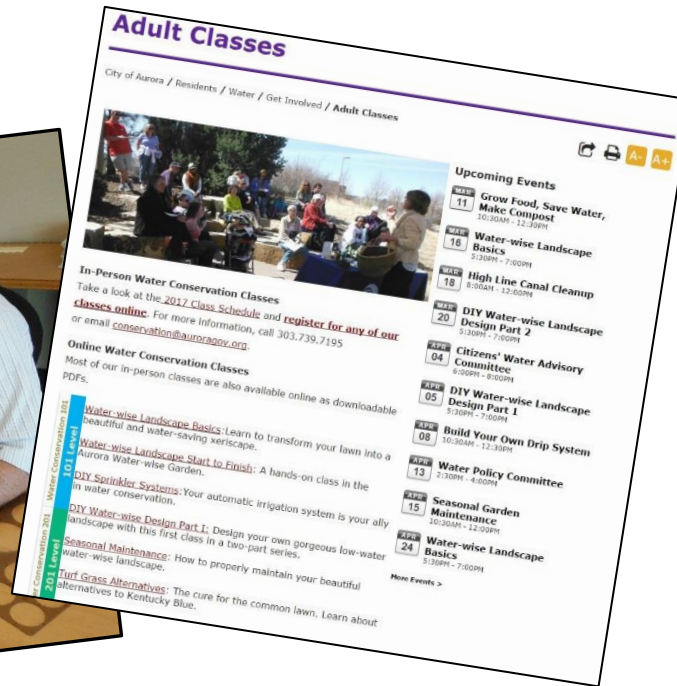 Adult Classes
City of Aurora / Residents / Water / Get Involved / Adult Classes
A- A+
In-Person Water Conservation Classes
Take a look at the 2017 Class Schedule and register for any of our
classes online. For more information, call 303.739.7195
or email conservation@auroragov.org.
Online Water Conservation Classes
Most of our in-person classes are also available online as downloadable
PDFs.
Water Conservation 101
101 Level
Water-wise Landscape Basics:Learn to transform your lawn into a
beautiful and water-saving xeriscape.
Water-wise Landscape Start to Finish: A hands-on class in the
Aurora Water-wise Garden.
DIY Sprinkler Systems:Your automatic irrigation system is your ally
in water conservation.
Conservation 201
201 Level
DIY Water-wise Design Part I: Design your own gorgeous low-water
landscape with this first class in a two-part series.
Seasonal Maintenance: How to properly maintain your beautiful
water-wise landscape.
Turf Grass Alternatives: The cure for the common lawn. Learn about
alternatives to Kentucky Blue.
Upcoming Events
MAR
11
Grow Food, Save Water,
Make Compost
10:30AM - 12:30PM
MAR
16
Water-wise Landscape
Basics
5:30PM - 7:00PM
MAR
18
High Line Canal Cleanup
8:00AM - 12:00PM
MAR
20
DIY Water-wise Landscape
Design Part 2
5:30PM - 7:00PM
APR
04
Citizens' Water Advisory
Committee
6:00PM - 8:00PM
APR
05
DIY Water-wise Landscape
Design Part 1
5:30PM - 7:00PM
APR
08
Build Your Own Drip System
10:30AM - 12:30PM
APR
13
Water Policy Committee
2:30PM - 4:00PM
APR
15
Seasonal Garden
Maintenance
10:30AM - 12:00PM
APR
24
Water-wise Landscape
Basics
5:30PM - 7:00PM
More Events >